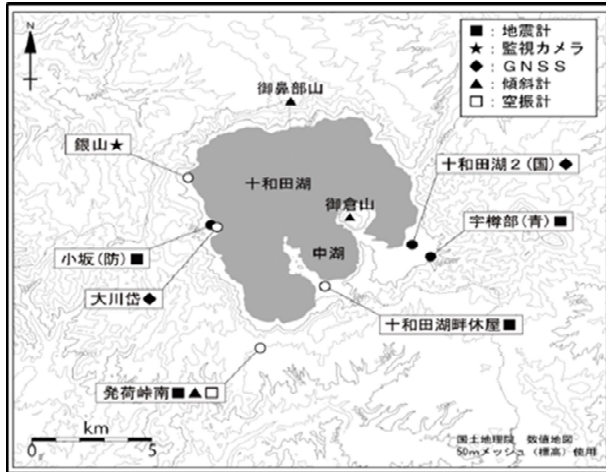 N
■：地震計
★：監視カメラ
◆：ＧＮＳＳ
▲：傾斜計
□：空振計
御鼻部山
銀山★
十和田湖
十和田湖２(国)◆
御倉山
宇樽部(青)■
小坂(防)■
中湖
大川岱◆
十和田湖畔休屋■
発荷峠南■▲□
km
0
5
国土地理院 数値地図
50ｍメッシュ（標高）使用